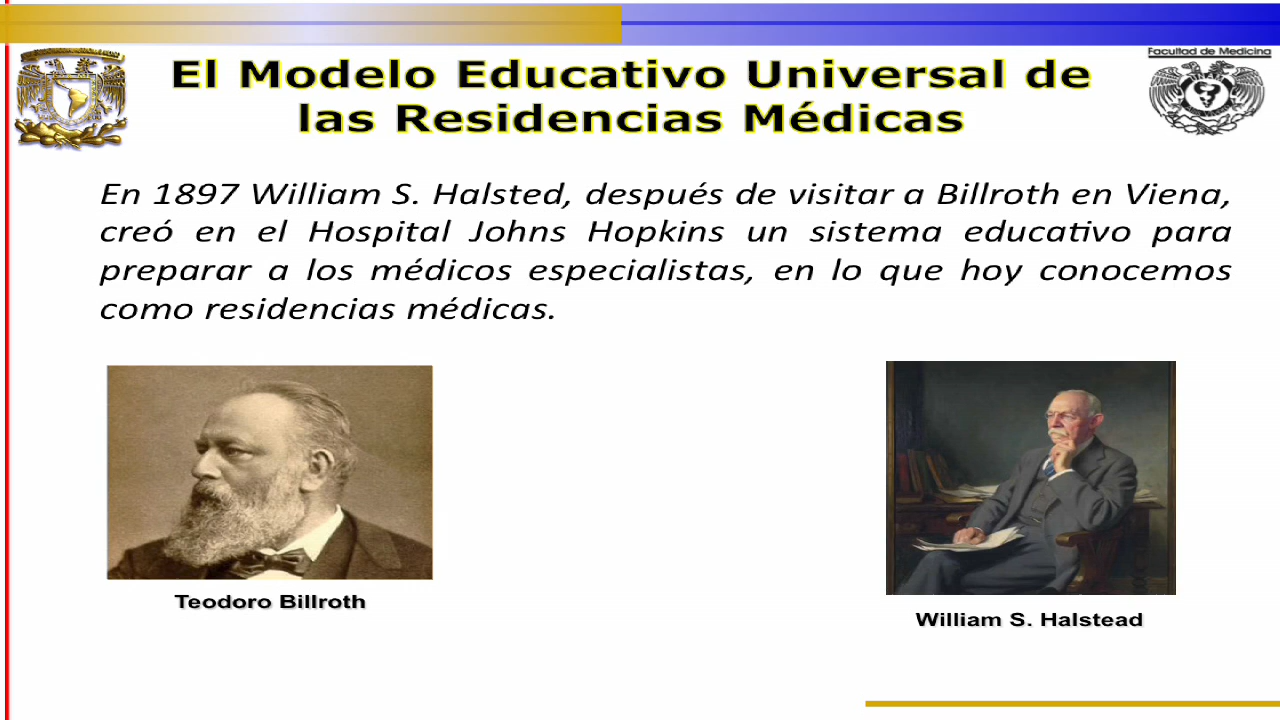 Facultad de Medicina
El Modelo Educativo Universal de
las Residencias Médicas
En 1897 William S. Halsted, después de visitar a Billroth en Viena,
creó en el Hospital Johns Hopkins un sistema educativo para
preparar a los médicos especialistas, en lo que hoy conocemos
como residencias médicas.
Teodoro Billroth
William S. Halstead